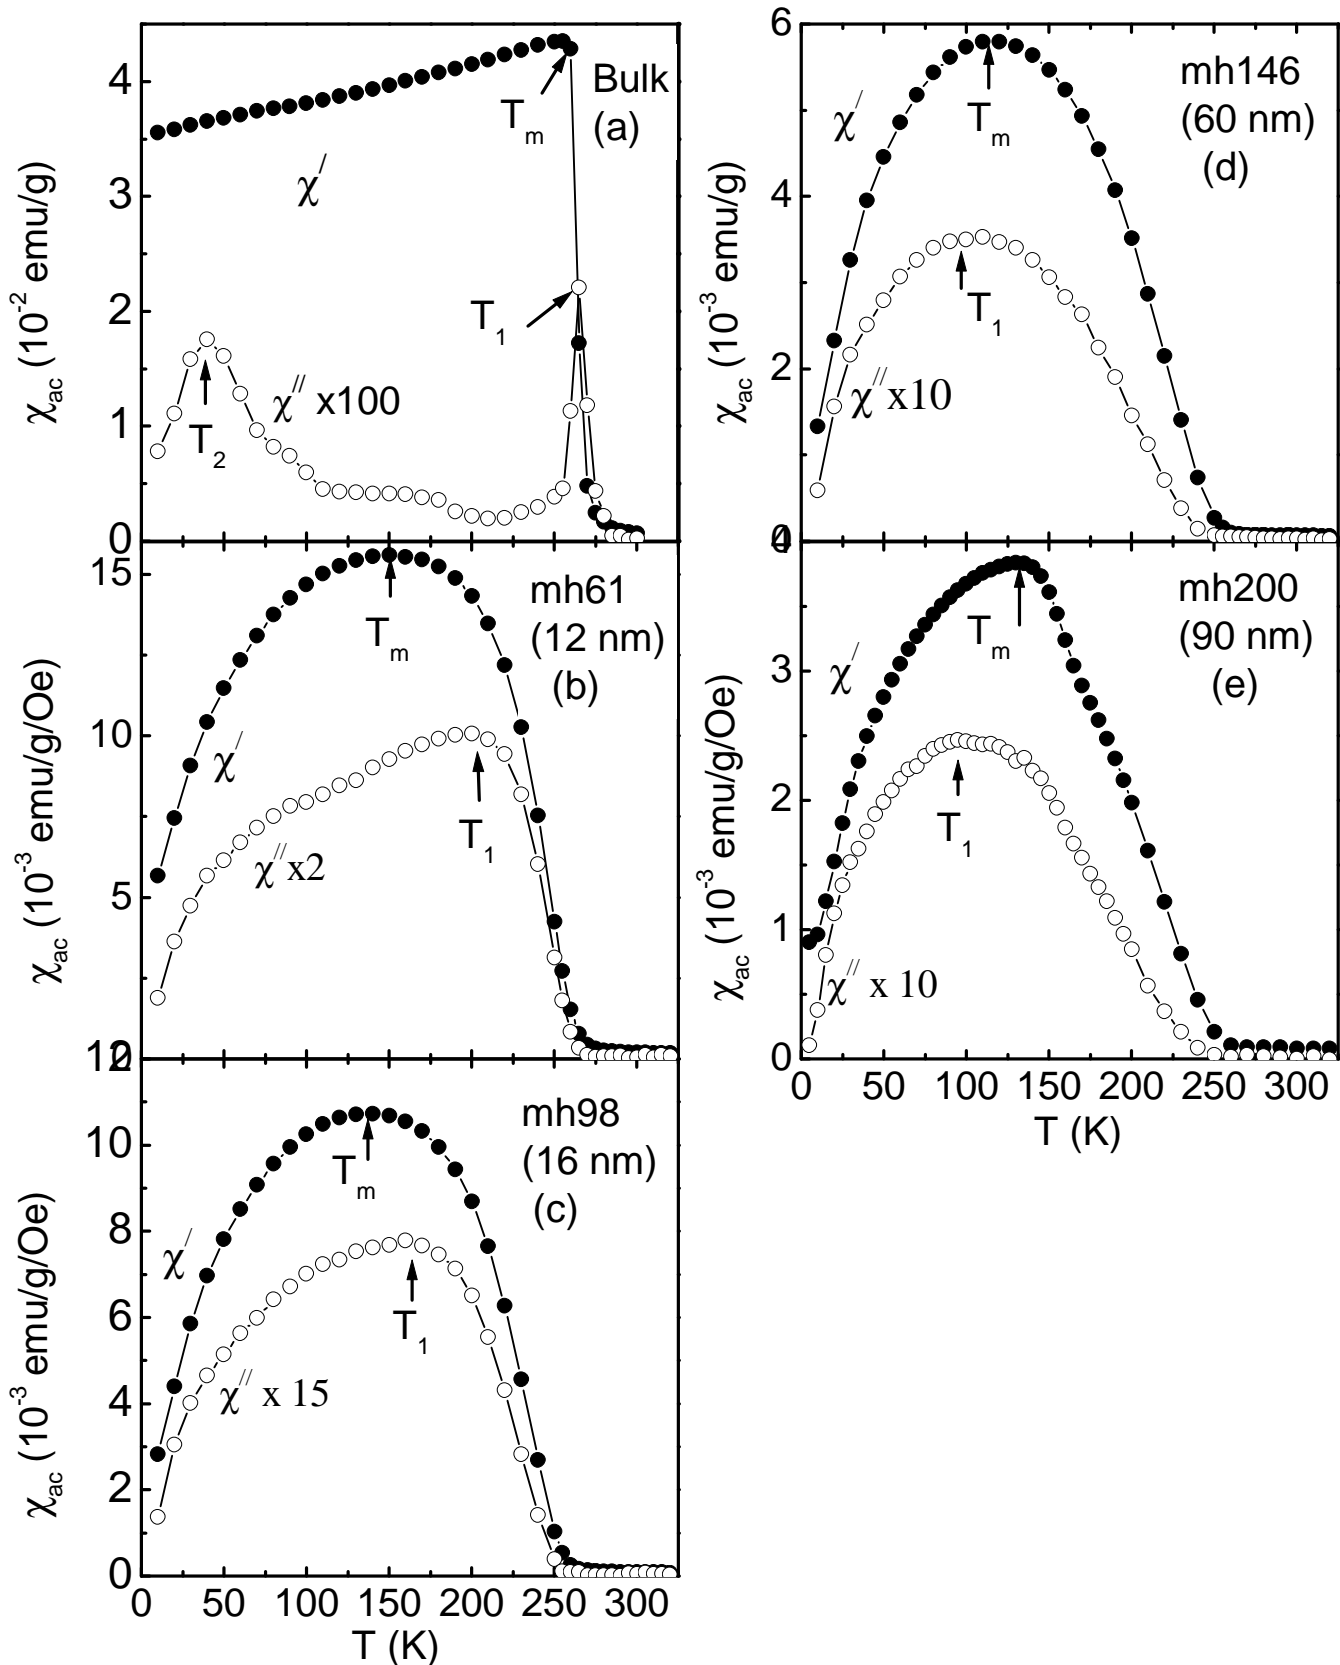 Bulk
(a)
χac (10-2 emu/g)
4
3
2
1
0
χ/
Tm
T1
T2
χ// x100
mh61
(12 nm)
(b)
χac (10-3 emu/g/Oe)
15
10
5
0
χ/
Tm
T1
χ//x2
mh98
(16 nm)
(c)
χac (10-3 emu/g/Oe)
12
10
8
6
4
2
0
χ/
Tm
T1
χ// x 15
0 50 100 150 200 250 300
T (K)
mh146
(60 nm)
(d)
χac (10-3 emu/g)
6
4
2
0
χ/
Tm
T1
χ//x10
mh200
(90 nm)
(e)
χac (10-3 emu/g/Oe)
4
3
2
1
0
χ/
Tm
T1
χ// x 10
0 50 100 150 200 250 300
T (K)